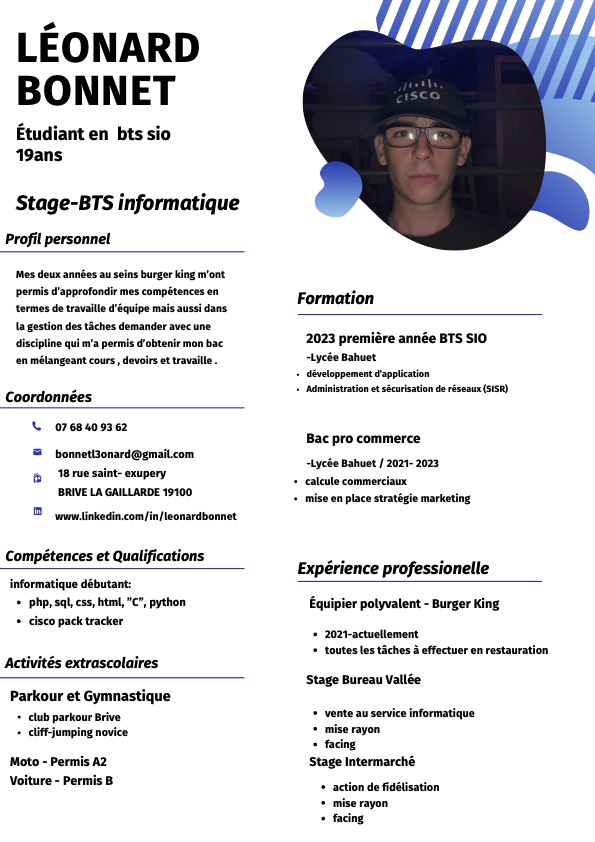 LÉONARD
BONNET
Étudiant en bts sio
19ans
Stage-BTS informatique
Profil personnel
Mes deux années au seins burger king m'ont
permis d'approfondir mes compétences en
termes de travaille d'équipe mais aussi dans
la gestion des tâches demander avec une
discipline qui m'a permis d'obtenir mon bac
en mélangeant cours , devoirs et travaille .
Coordonnées
07 68 40 93 62
bonnetl3onard@gmail.com
18 rue saint- exupery
BRIVE LA GAILLARDE 19100
www.linkedin.com/in/leonardbonnet
Compétences et Qualifications
informatique débutant:
• php, sql, css, html, "C", python
• cisco pack tracker
Activités extrascolaires
Parkour et Gymnastique
• club parkour Brive
• cliff-jumping novice
Moto - Permis A2
Voiture - Permis B
CISCO
Formation
2023 première année BTS SIO
-Lycée Bahuet
• développement d'application
• Administration et sécurisation de réseaux (SISR)
Bac pro commerce
-Lycée Bahuet / 2021- 2023
• calcule commerciaux
• mise en place stratégie marketing
Expérience professionelle
Équipier polyvalent - Burger King
• 2021-actuellement
• toutes les tâches à effectuer en restauration
Stage Bureau Vallée
• vente au service informatique
• mise rayon
• facing
Stage Intermarché
• action de fidélisation
• mise rayon
• facing